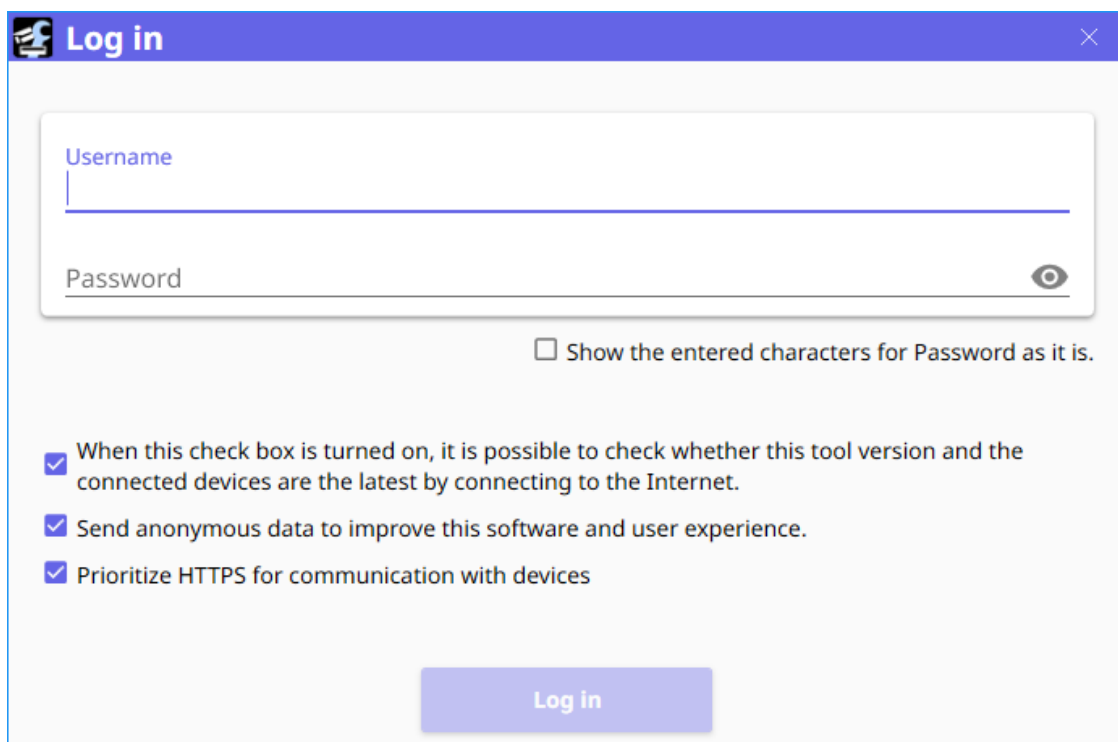 Log in
Username
Password
Show the entered characters for Password as it is.
When this check box is turned on, it is possible to check whether this tool version and the
connected devices are the latest by connecting to the Internet.
Send anonymous data to improve this software and user experience.
Prioritize HTTPS for communication with devices
Log in